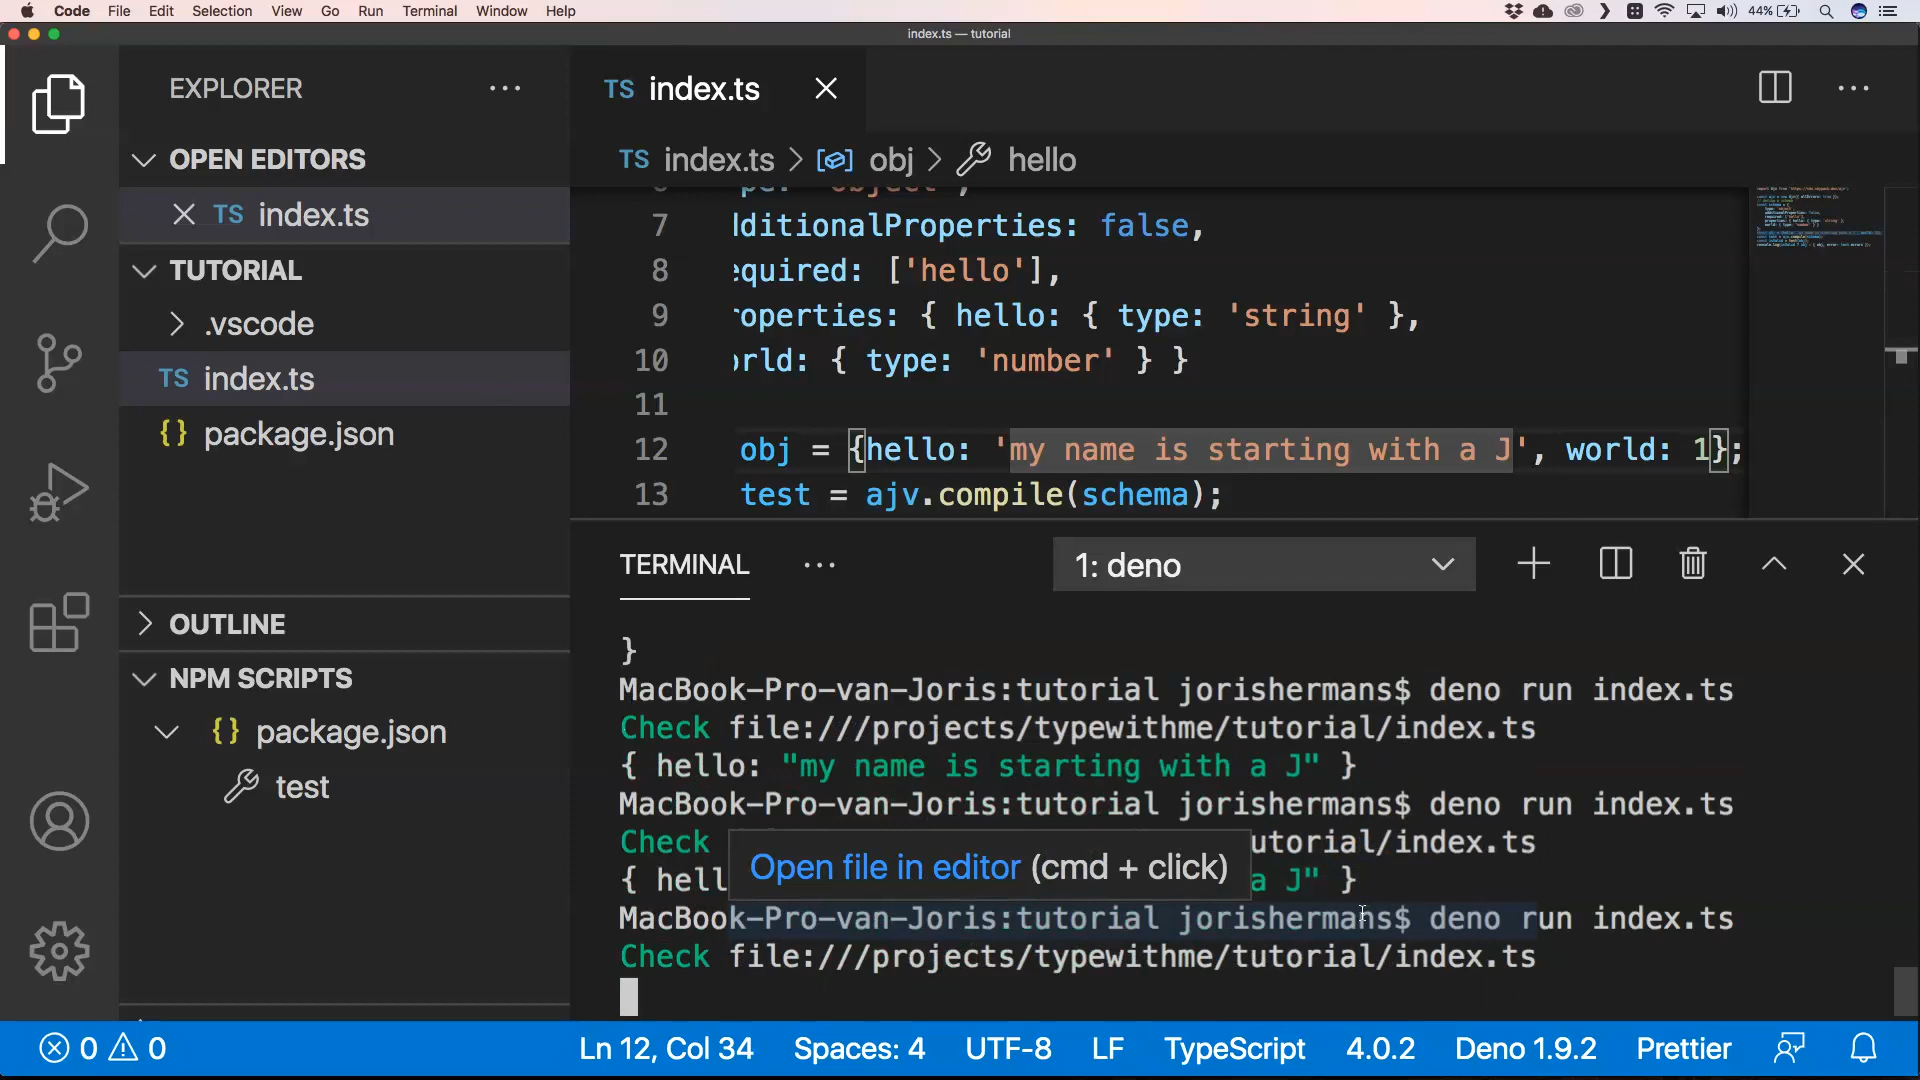 Code File Edit Selection View Go Run Terminal Window Help
44%
index.ts — tutorial
EXPLORER
OPEN EDITORS
TS index.ts
TUTORIAL
.vscode
TS index.ts
{} package.json
OUTLINE
NPM SCRIPTS
{} package.json
test
TS index.ts
TS index.ts > obj > hello
7 dditionalProperties: false,
8 equired: ['hello'],
9 roperties: { hello: { type: 'string' },
10 orld: { type: 'number' } }
11
12 obj = {hello: 'my name is starting with a J', world: 1};
13 test = ajv.compile(schema);
TERMINAL
1: deno
}
MacBook-Pro-van-Joris:tutorial jorishermans$ deno run index.ts
Check file:///projects/typewithme/tutorial/index.ts
{ hello: "my name is starting with a J" }
MacBook-Pro-van-Joris:tutorial jorishermans$ deno run index.ts
Check utorial/index.ts
Open file in editor (cmd + click)
{ hell a J" }
MacBook-Pro-van-Joris:tutorial jorishermans$ deno run index.ts
Check file:///projects/typewithme/tutorial/index.ts
0 0
Ln 12, Col 34 Spaces: 4 UTF-8 LF TypeScript 4.0.2 Deno 1.9.2 Prettier